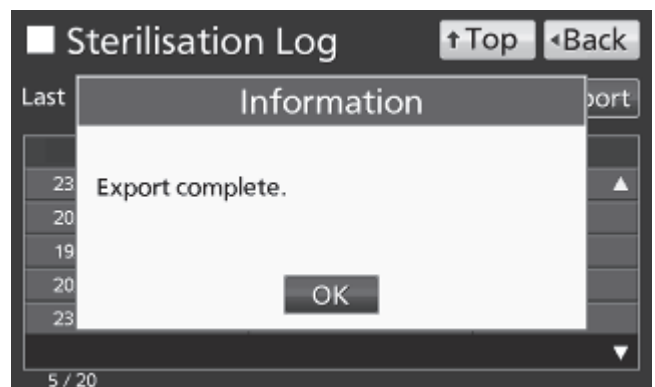 Sterilisation Log
↑Top
◂Back
Last
port
Information
23
Export complete.
▲
20
19
20
OK
23
▼
5 / 20